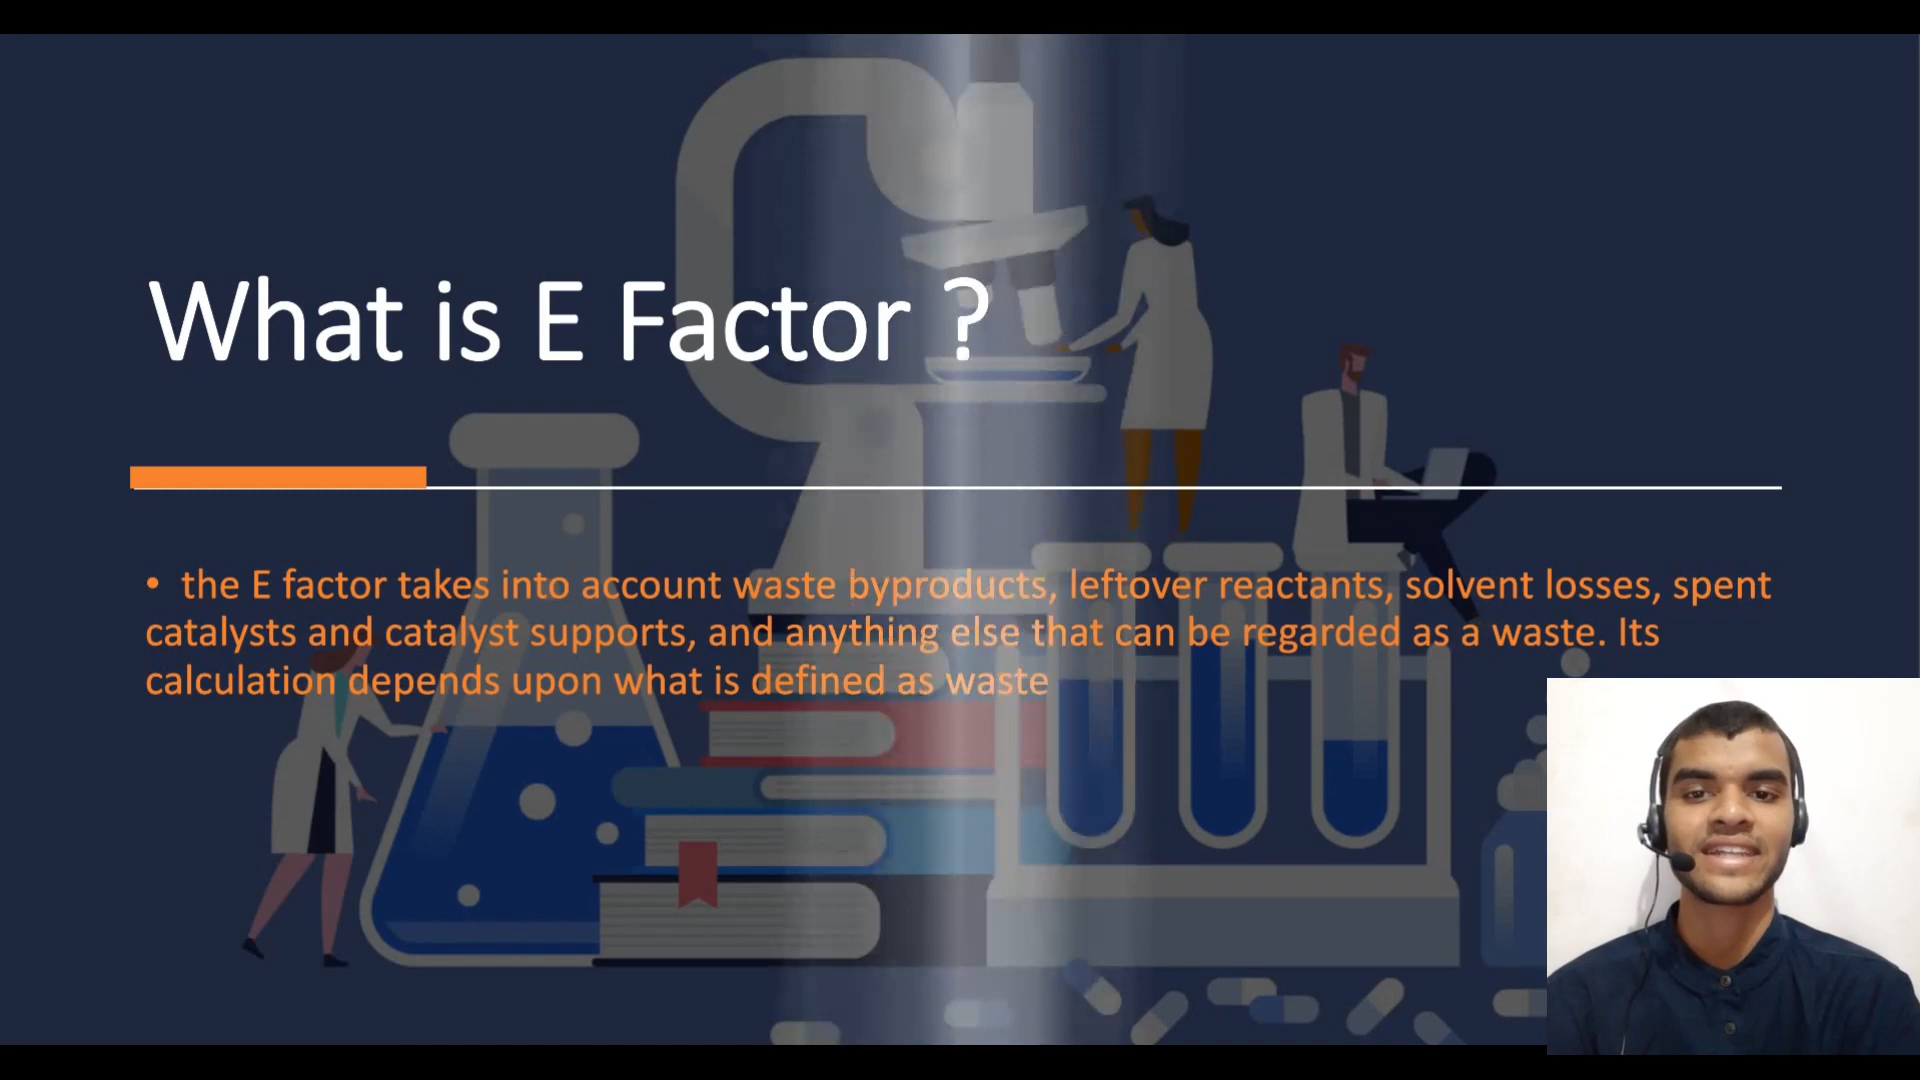 What is E Factor ?
• the E factor takes into account waste byproducts, leftover reactants, solvent losses, spent
catalysts and catalyst supports, and anything else that can be regarded as a waste. Its
calculation depends upon what is defined as waste